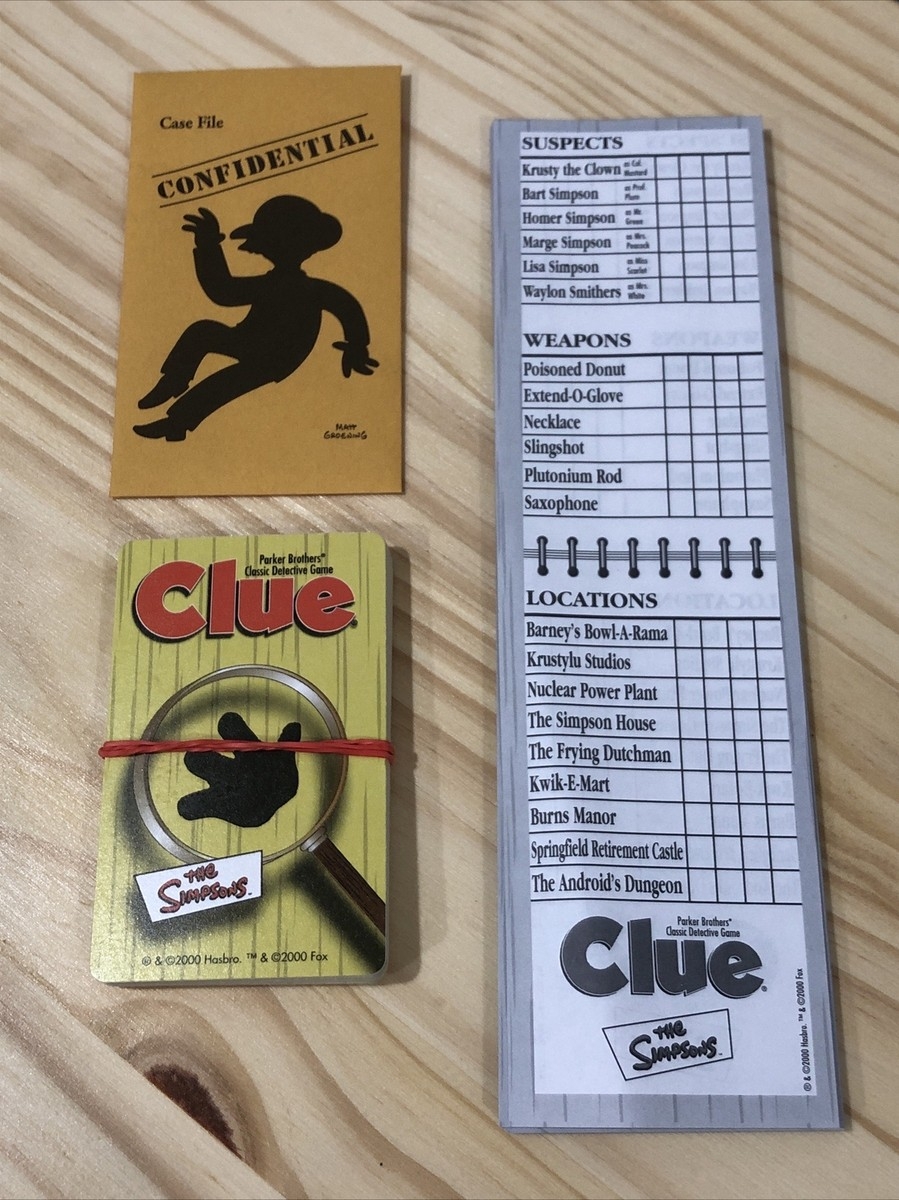 Case File
CONFIDENTIAL
MATT
GROENING
Parker Brothers®
Classic Detective Game
Clue®
THE
SIMPSONS™
® & ©2000 Hasbro. ™ & ©2000 Fox
SUSPECTS
Krusty the Clown as Col. Mustard
Bart Simpson as Prof. Plum
Homer Simpson as Mr. Green
Marge Simpson as Mrs. Peacock
Lisa Simpson as Miss Scarlet
Waylon Smithers as Mrs. White
WEAPONS
Poisoned Donut
Extend-O-Glove
Necklace
Slingshot
Plutonium Rod
Saxophone
LOCATIONS
Barney's Bowl-A-Rama
Krustylu Studios
Nuclear Power Plant
The Simpson House
The Frying Dutchman
Kwik-E-Mart
Burns Manor
Springfield Retirement Castle
The Android's Dungeon
Parker Brothers®
Classic Detective Game
Clue®
THE
SIMPSONS™
® & ©2000 Hasbro. ™ & ©2000 Fox